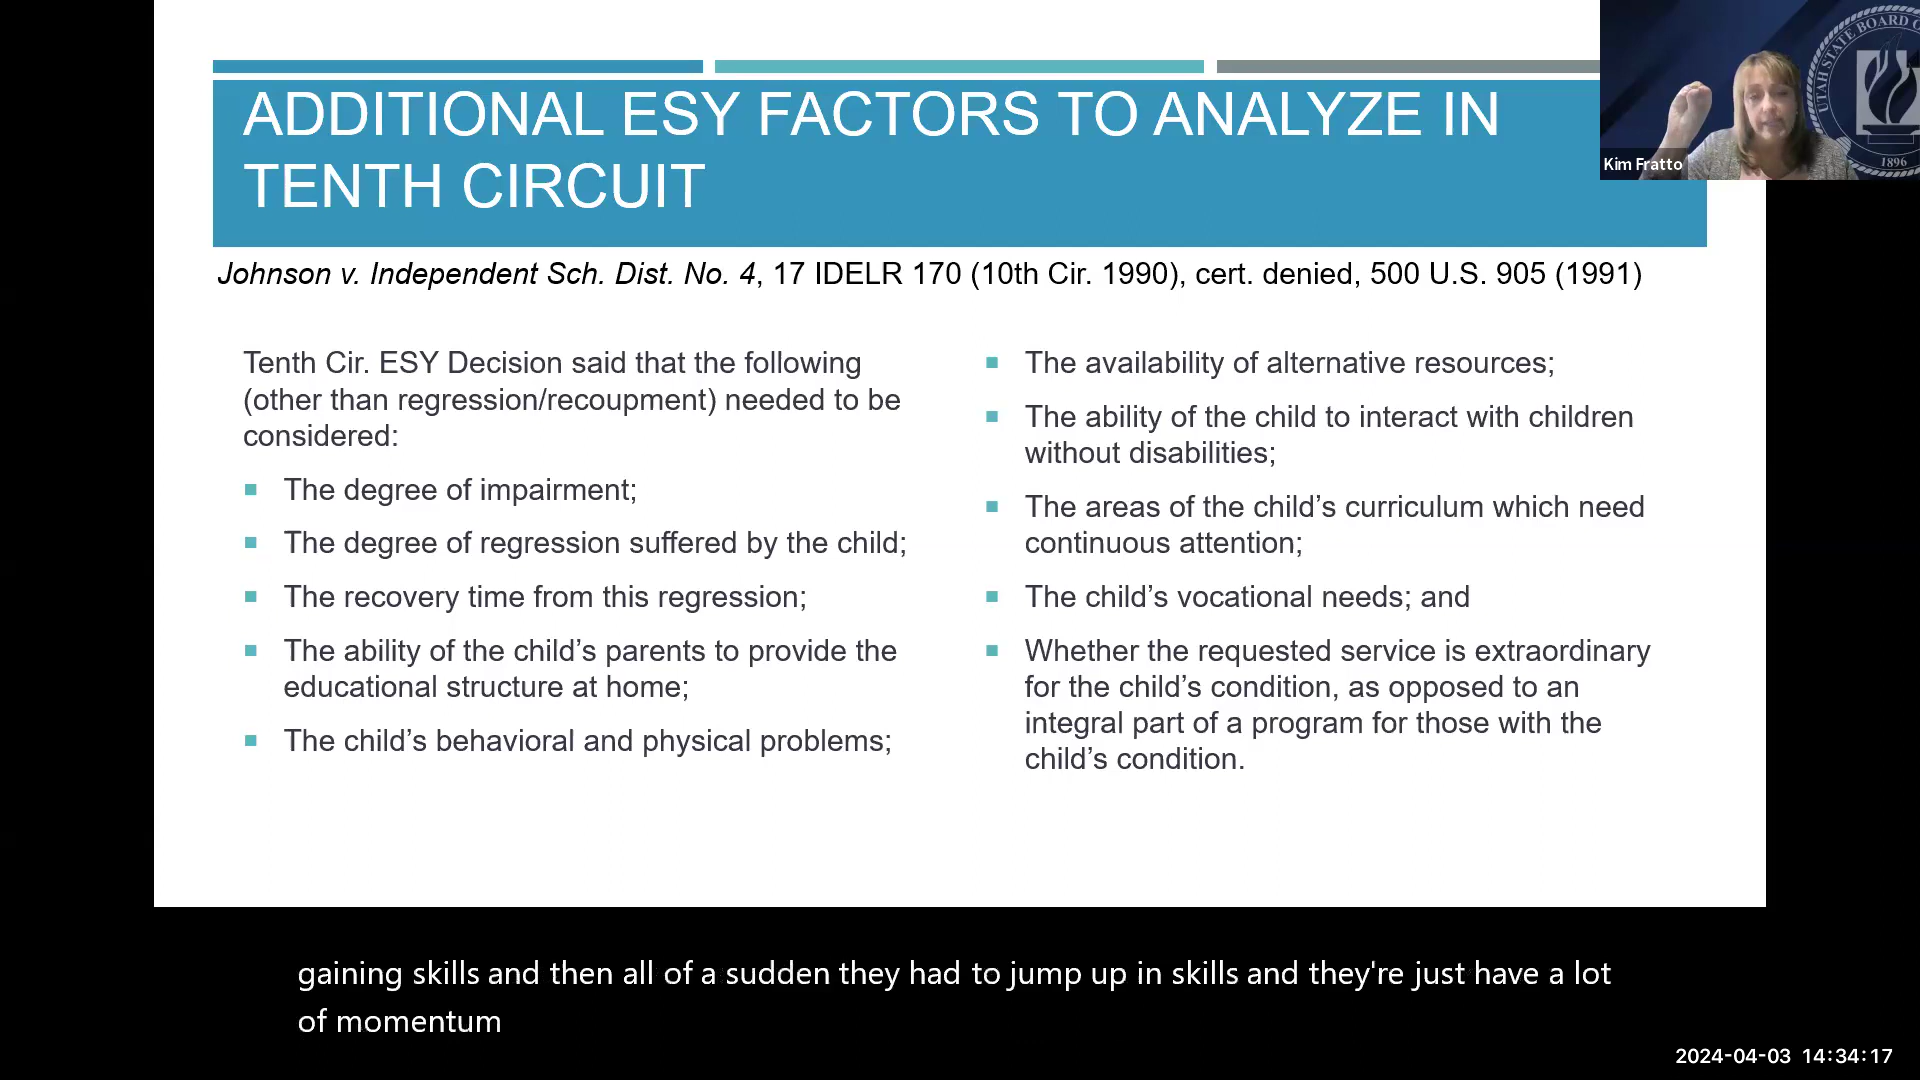 ADDITIONAL ESY FACTORS TO ANALYZE IN
TENTH CIRCUIT
UTAH STATE BOARD O
1896
Kim Fratto
Johnson v. Independent Sch. Dist. No. 4, 17 IDELR 170 (10th Cir. 1990), cert. denied, 500 U.S. 905 (1991)
Tenth Cir. ESY Decision said that the following
(other than regression/recoupment) needed to be
considered:
The degree of impairment;
The degree of regression suffered by the child;
The recovery time from this regression;
The ability of the child’s parents to provide the
educational structure at home;
The child’s behavioral and physical problems;
The availability of alternative resources;
The ability of the child to interact with children
without disabilities;
The areas of the child’s curriculum which need
continuous attention;
The child’s vocational needs; and
Whether the requested service is extraordinary
for the child’s condition, as opposed to an
integral part of a program for those with the
child’s condition.
gaining skills and then all of a sudden they had to jump up in skills and they're just have a lot
of momentum
2024-04-03 14:34:17